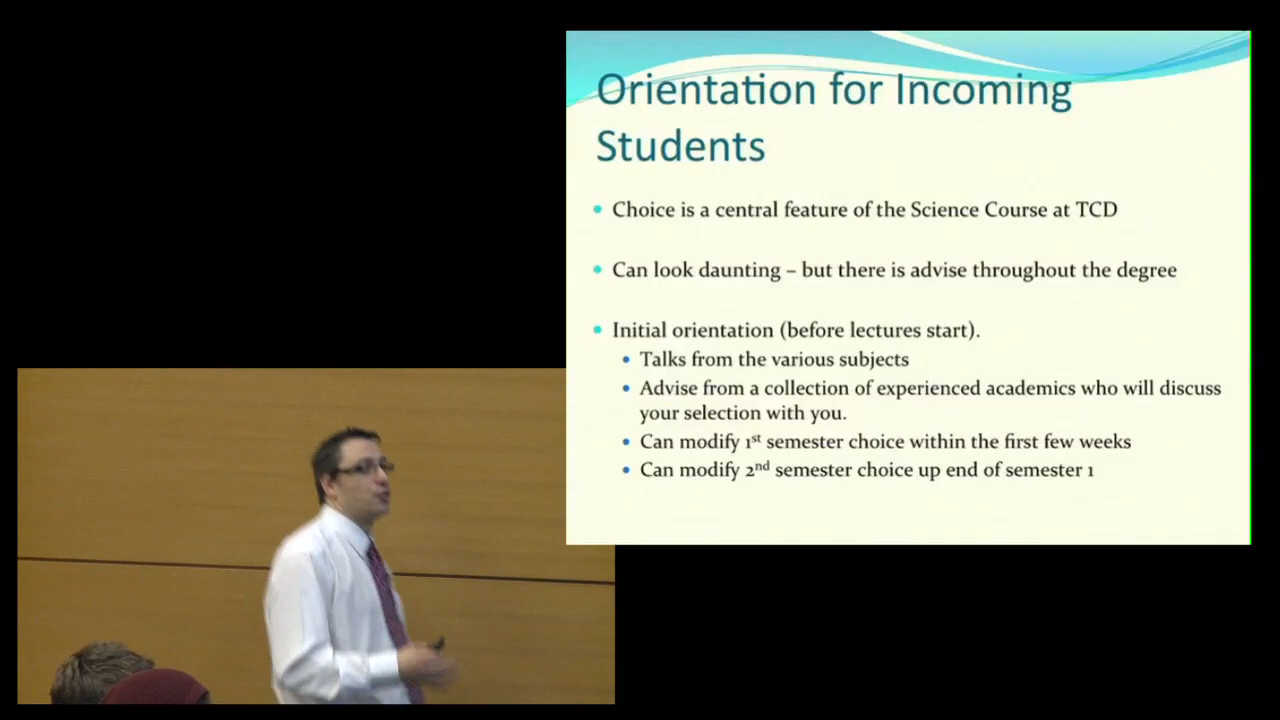 Orientation for Incoming
Students
Choice is a central feature of the Science Course at TCD
Can look daunting – but there is advise throughout the degree
Initial orientation (before lectures start).
Talks from the various subjects
Advise from a collection of experienced academics who will discuss
your selection with you.
Can modify 1st semester choice within the first few weeks
Can modify 2nd semester choice up end of semester 1